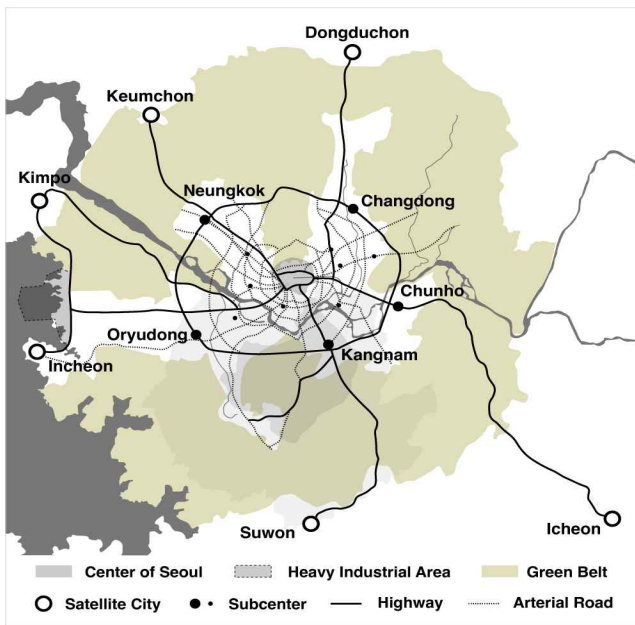 Dongduchon
Keumchon
Kimpo
Neungkok
Changdong
Chunho
Oryudong
Kangnam
Incheon
Suwon
Icheon
Center of Seoul
Heavy Industrial Area
Green Belt
Satellite City
Subcenter
Highway
Arterial Road